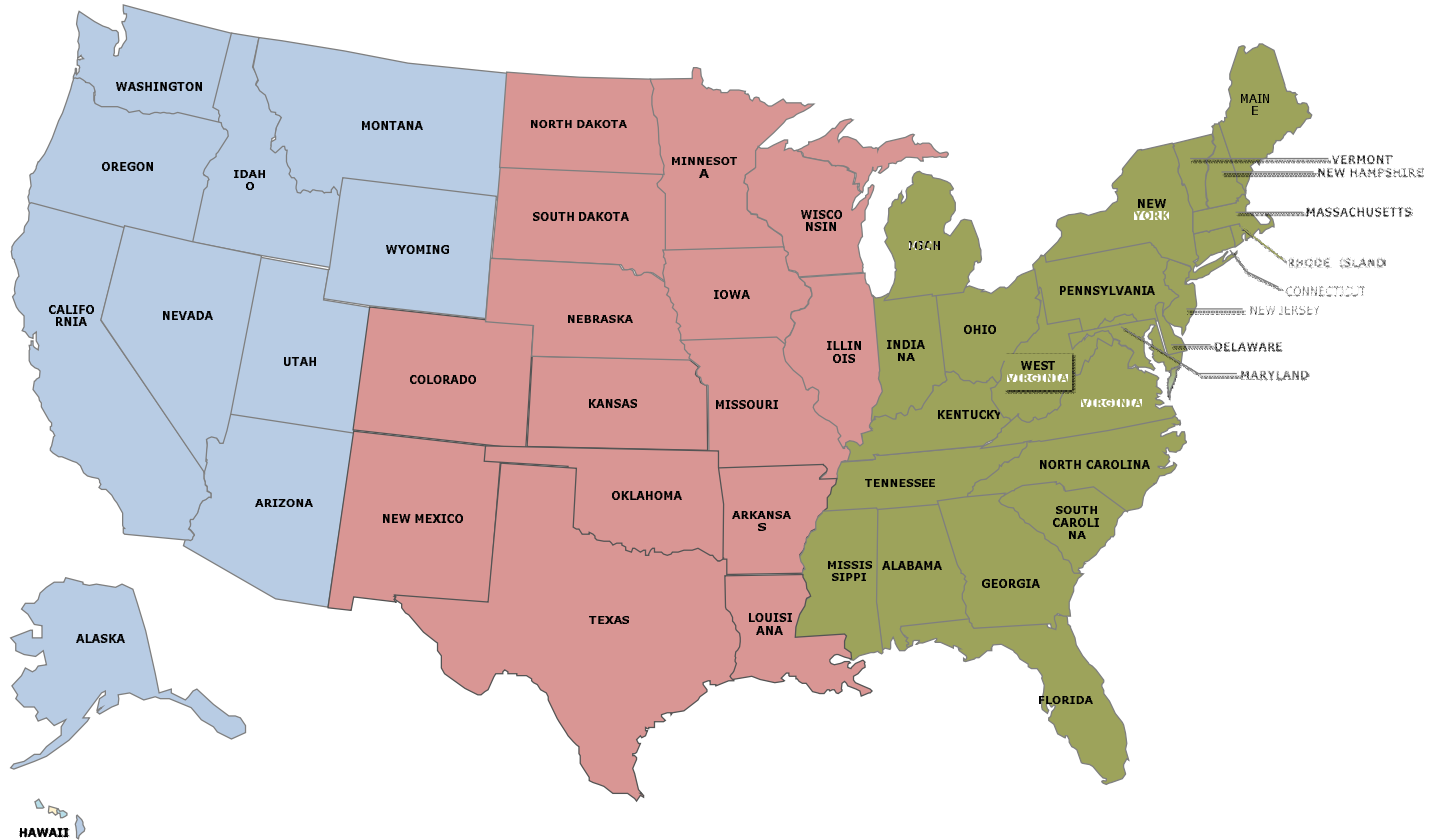 WASHINGTON
OREGON
IDAH
O
MONTANA
WYOMING
CALIFO
RNIA
NEVADA
UTAH
ARIZONA
ALASKA
HAWAII
NORTH DAKOTA
SOUTH DAKOTA
NEBRASKA
COLORADO
KANSAS
NEW MEXICO
OKLAHOMA
TEXAS
MINNESOT
A
IOWA
MISSOURI
ARKANSA
S
LOUISI
ANA
WISCO
NSIN
ILLIN
OIS
INDIA
NA
OHIO
KENTUCKY
TENNESSEE
MISSIS
SIPPI
ALABAMA
GEORGIA
FLORIDA
SOUTH
CAROLI
NA
NORTH CAROLINA
VIRGINIA
WEST
VIRGINIA
PENNSYLVANIA
NEW
YORK
MAIN
E
VERMONT
NEW HAMPSHIRE
MASSACHUSETTS
RHODE ISLAND
CONNECTICUT
NEW JERSEY
DELAWARE
MARYLAND